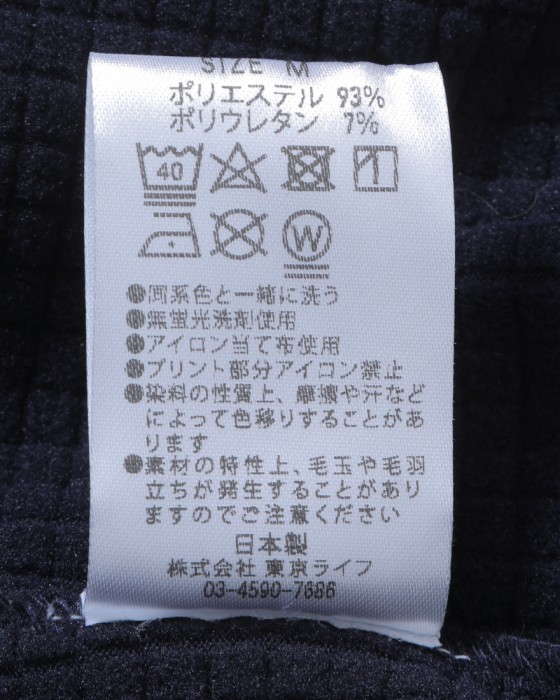 SIZE M
ポリエステル 93%
ポリウレタン 7%
40
W
●同系色と一緒に洗う
●無蛍光洗剤使用
●アイロン当て布使用
●プリント部分アイロン禁止
●染料の性質上、摩擦や汗など
によって色移りすることがあ
ります
●素材の特性上、毛玉や毛羽
立ちが発生することがあり
ますのでご注意ください
日本製
株式会社 東京ライフ
03-4590-7686